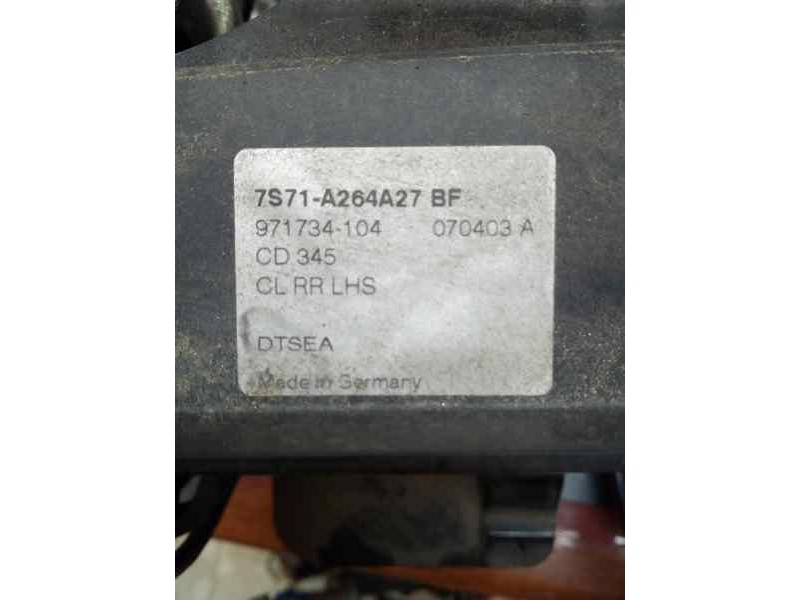 7S71-A264A27 BF
971734-104 070403 A
CD 345
CL RR LHS
DTSEA
Made in Germany